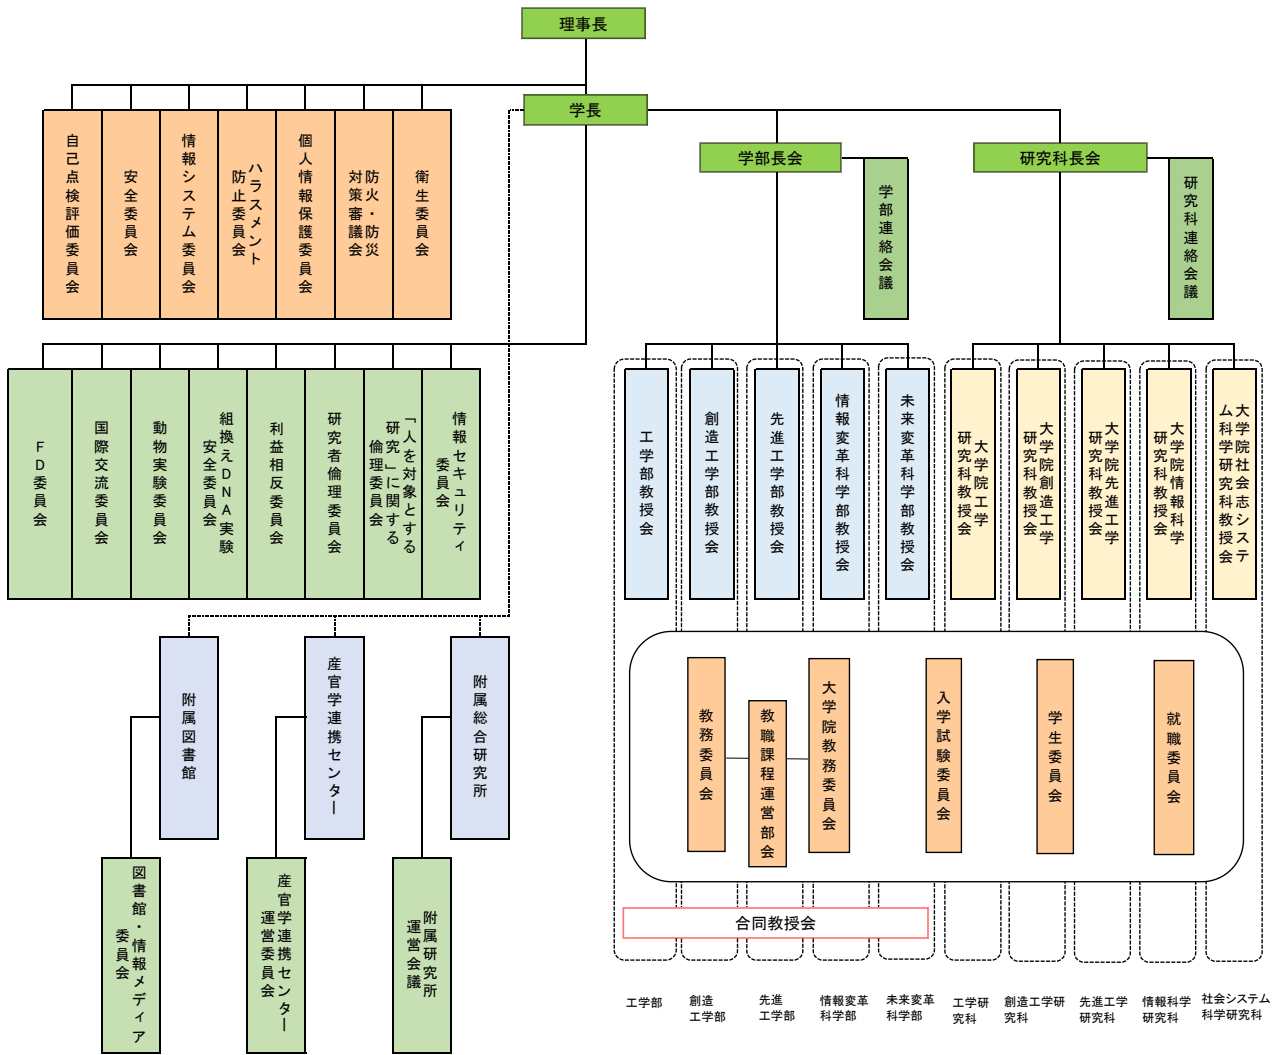 理事長
学長
学部長会
研究科長会
学部連絡会議
研究科連絡会議
自己点検評価委員会
安全委員会
情報システム委員会
ハラスメント
防止委員会
個人情報保護委員会
防火・防災
対策審議会
衛生委員会
FD委員会
国際交流委員会
動物実験委員会
組換えDNA実験
安全委員会
利益相反委員会
研究者倫理委員会
「人を対象とする
研究」に関する
倫理委員会
情報セキュリティ
委員会
工学部教授会
創造工学部教授会
先進工学部教授会
情報変革科学部教授会
未来変革科学部教授会
大学院工学
研究科教授会
大学院創造工学
研究科教授会
大学院先進工学
研究科教授会
大学院情報科学
研究科教授会
大学院社会志システ
ム科学研究科教授会
附属図書館
産官学連携センター
附属総合研究所
図書館・情報メディア
委員会
産官学連携センター
運営委員会
附属研究所
運営会議
教務委員会
教職課程運営部会
大学院教務委員会
入学試験委員会
学生委員会
就職委員会
合同教授会
工学部
創造
工学部
先進
工学部
情報変革
科学部
未来変革
科学部
工学研
究科
創造工学研
究科
先進工学
研究科
情報科学
研究科
社会システム
科学研究科